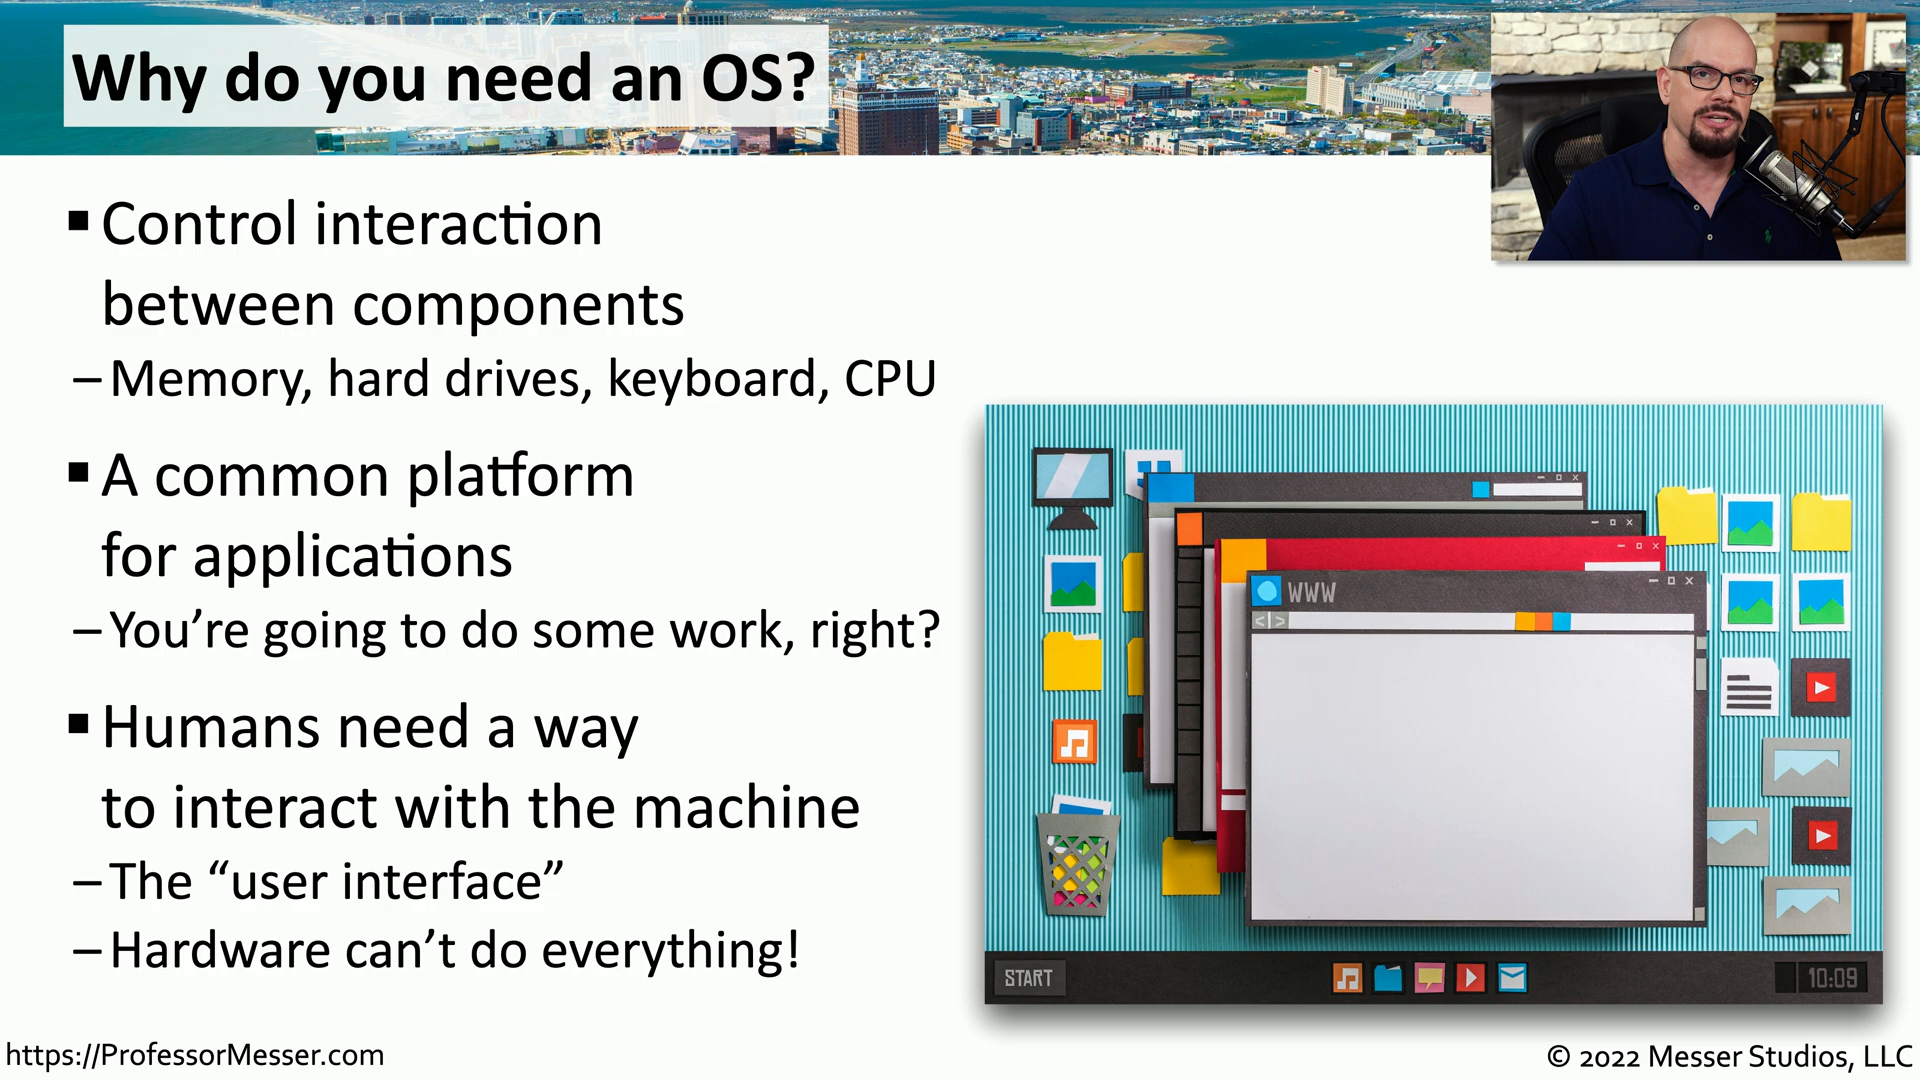 Why do you need an OS?
▪ Control interaction
between components
– Memory, hard drives, keyboard, CPU
▪ A common platform
for applications
– You’re going to do some work, right?
▪ Humans need a way
to interact with the machine
– The “user interface”
– Hardware can’t do everything!
WWW
START
10:09
https://ProfessorMesser.com
© 2022 Messer Studios, LLC